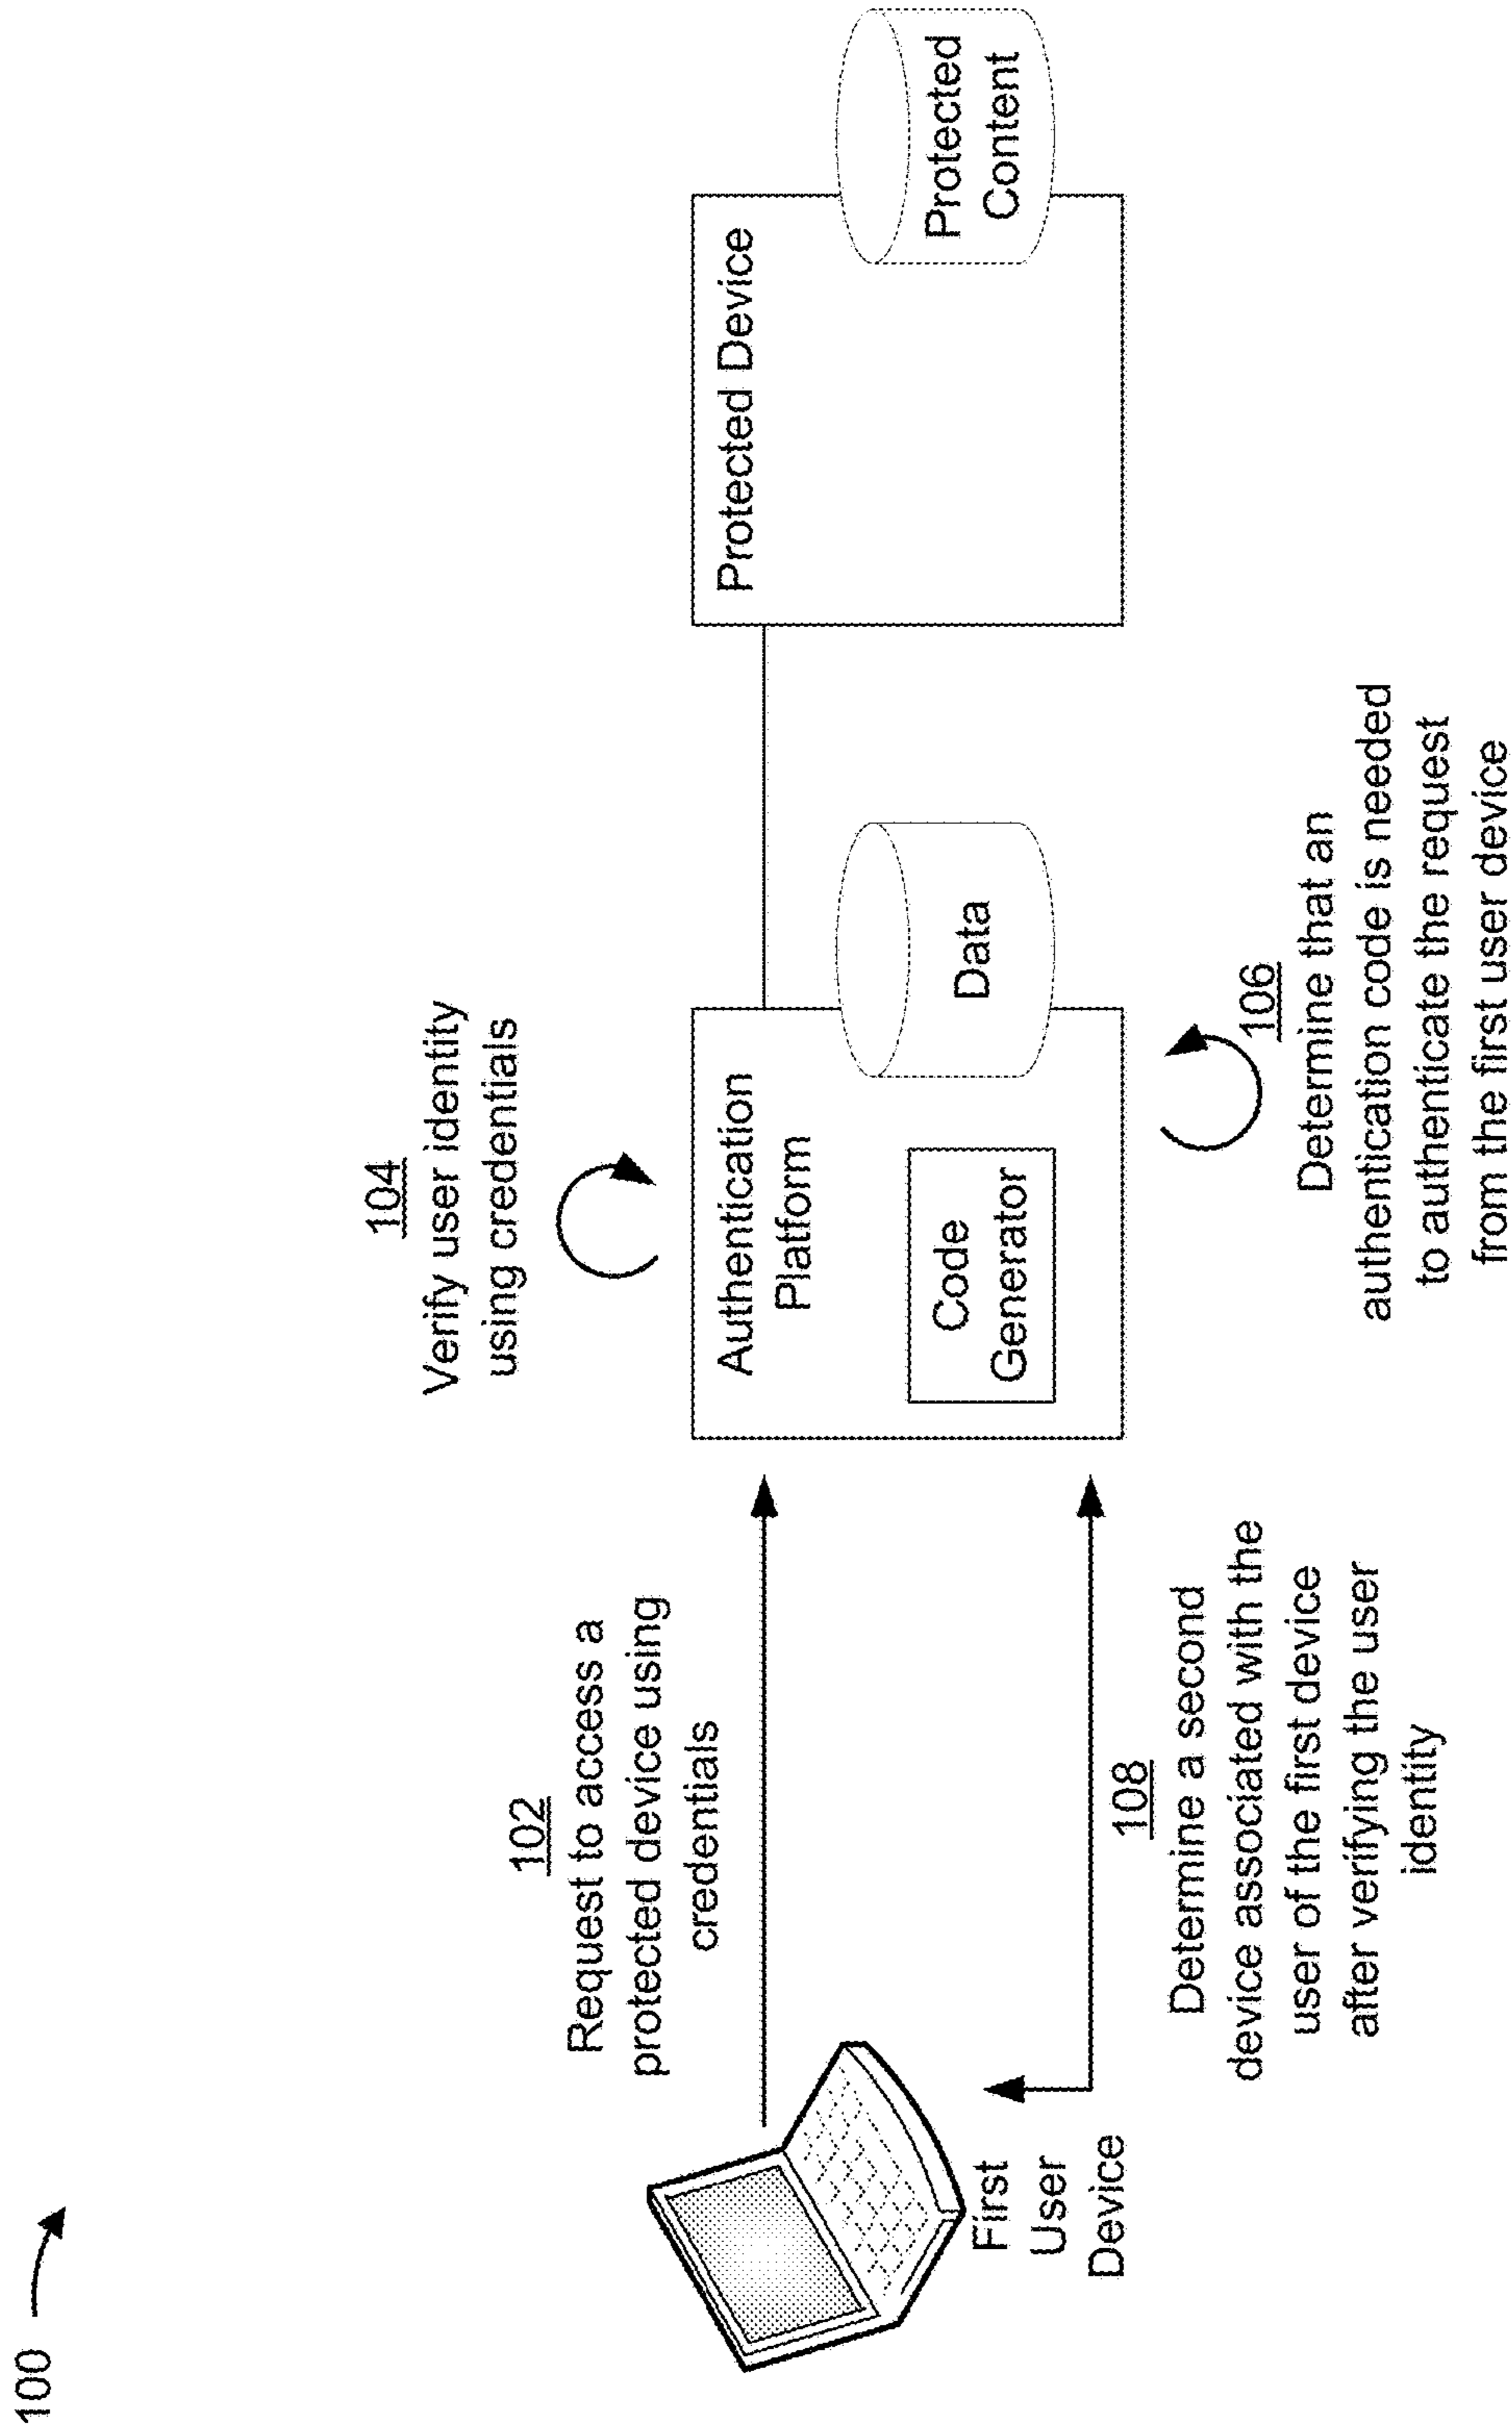 100
102
Request to access a
protected device using
credentials
104
Verify user identity
using credentials
First
User
Device
Authentication
Platform
Code
Generator
Data
Protected Device
Protected
Content
108
Determine a second
device associated with the
user of the first device
after verifying the user
identity
106
Determine that an
authentication code is needed
to authenticate the request
from the first user device